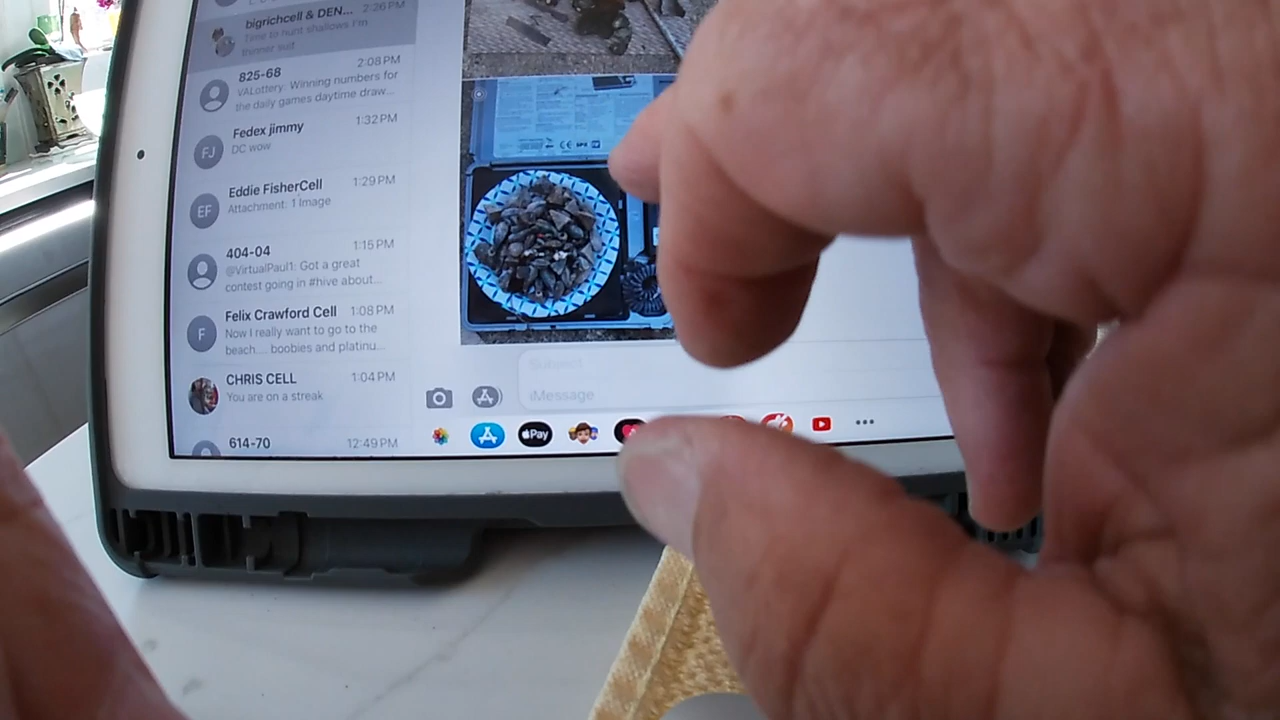 bigrichcell & DEN... 2:26 PM
Time to hunt shallows I'm
thinner suit
825-68 2:08 PM
VALottery: Winning numbers for
the daily games daytime draw...
Fedex jimmy 1:32 PM
FJ
DC wow
Eddie FisherCell 1:29 PM
EF
Attachment: 1 Image
404-04 1:15 PM
@VirtualPaul1: Got a great
contest going in #hive about...
Felix Crawford Cell 1:08 PM
F
Now I really want to go to the
beach.... boobies and platinu...
CHRIS CELL 1:04 PM
You are on a streak
614-70 12:49 PM
Subject
iMessage
Pay